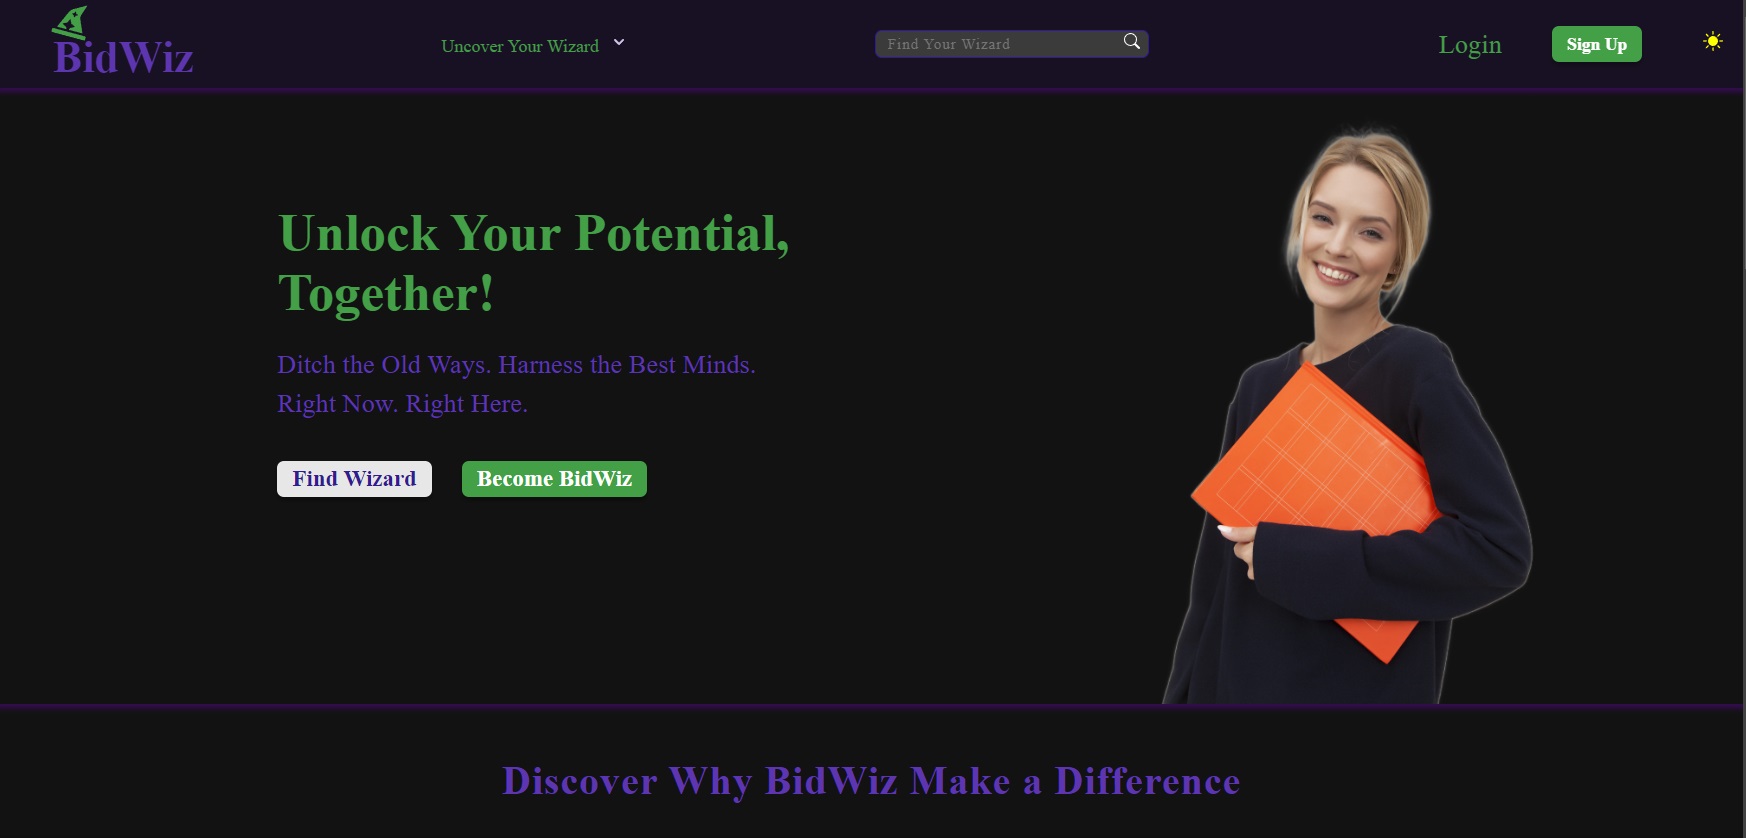 BidWiz
Uncover Your Wizard
Find Your Wizard
Login
Sign Up
Unlock Your Potential,
Together!
Ditch the Old Ways. Harness the Best Minds.
Right Now. Right Here.
Find Wizard
Become BidWiz
Discover Why BidWiz Make a Difference